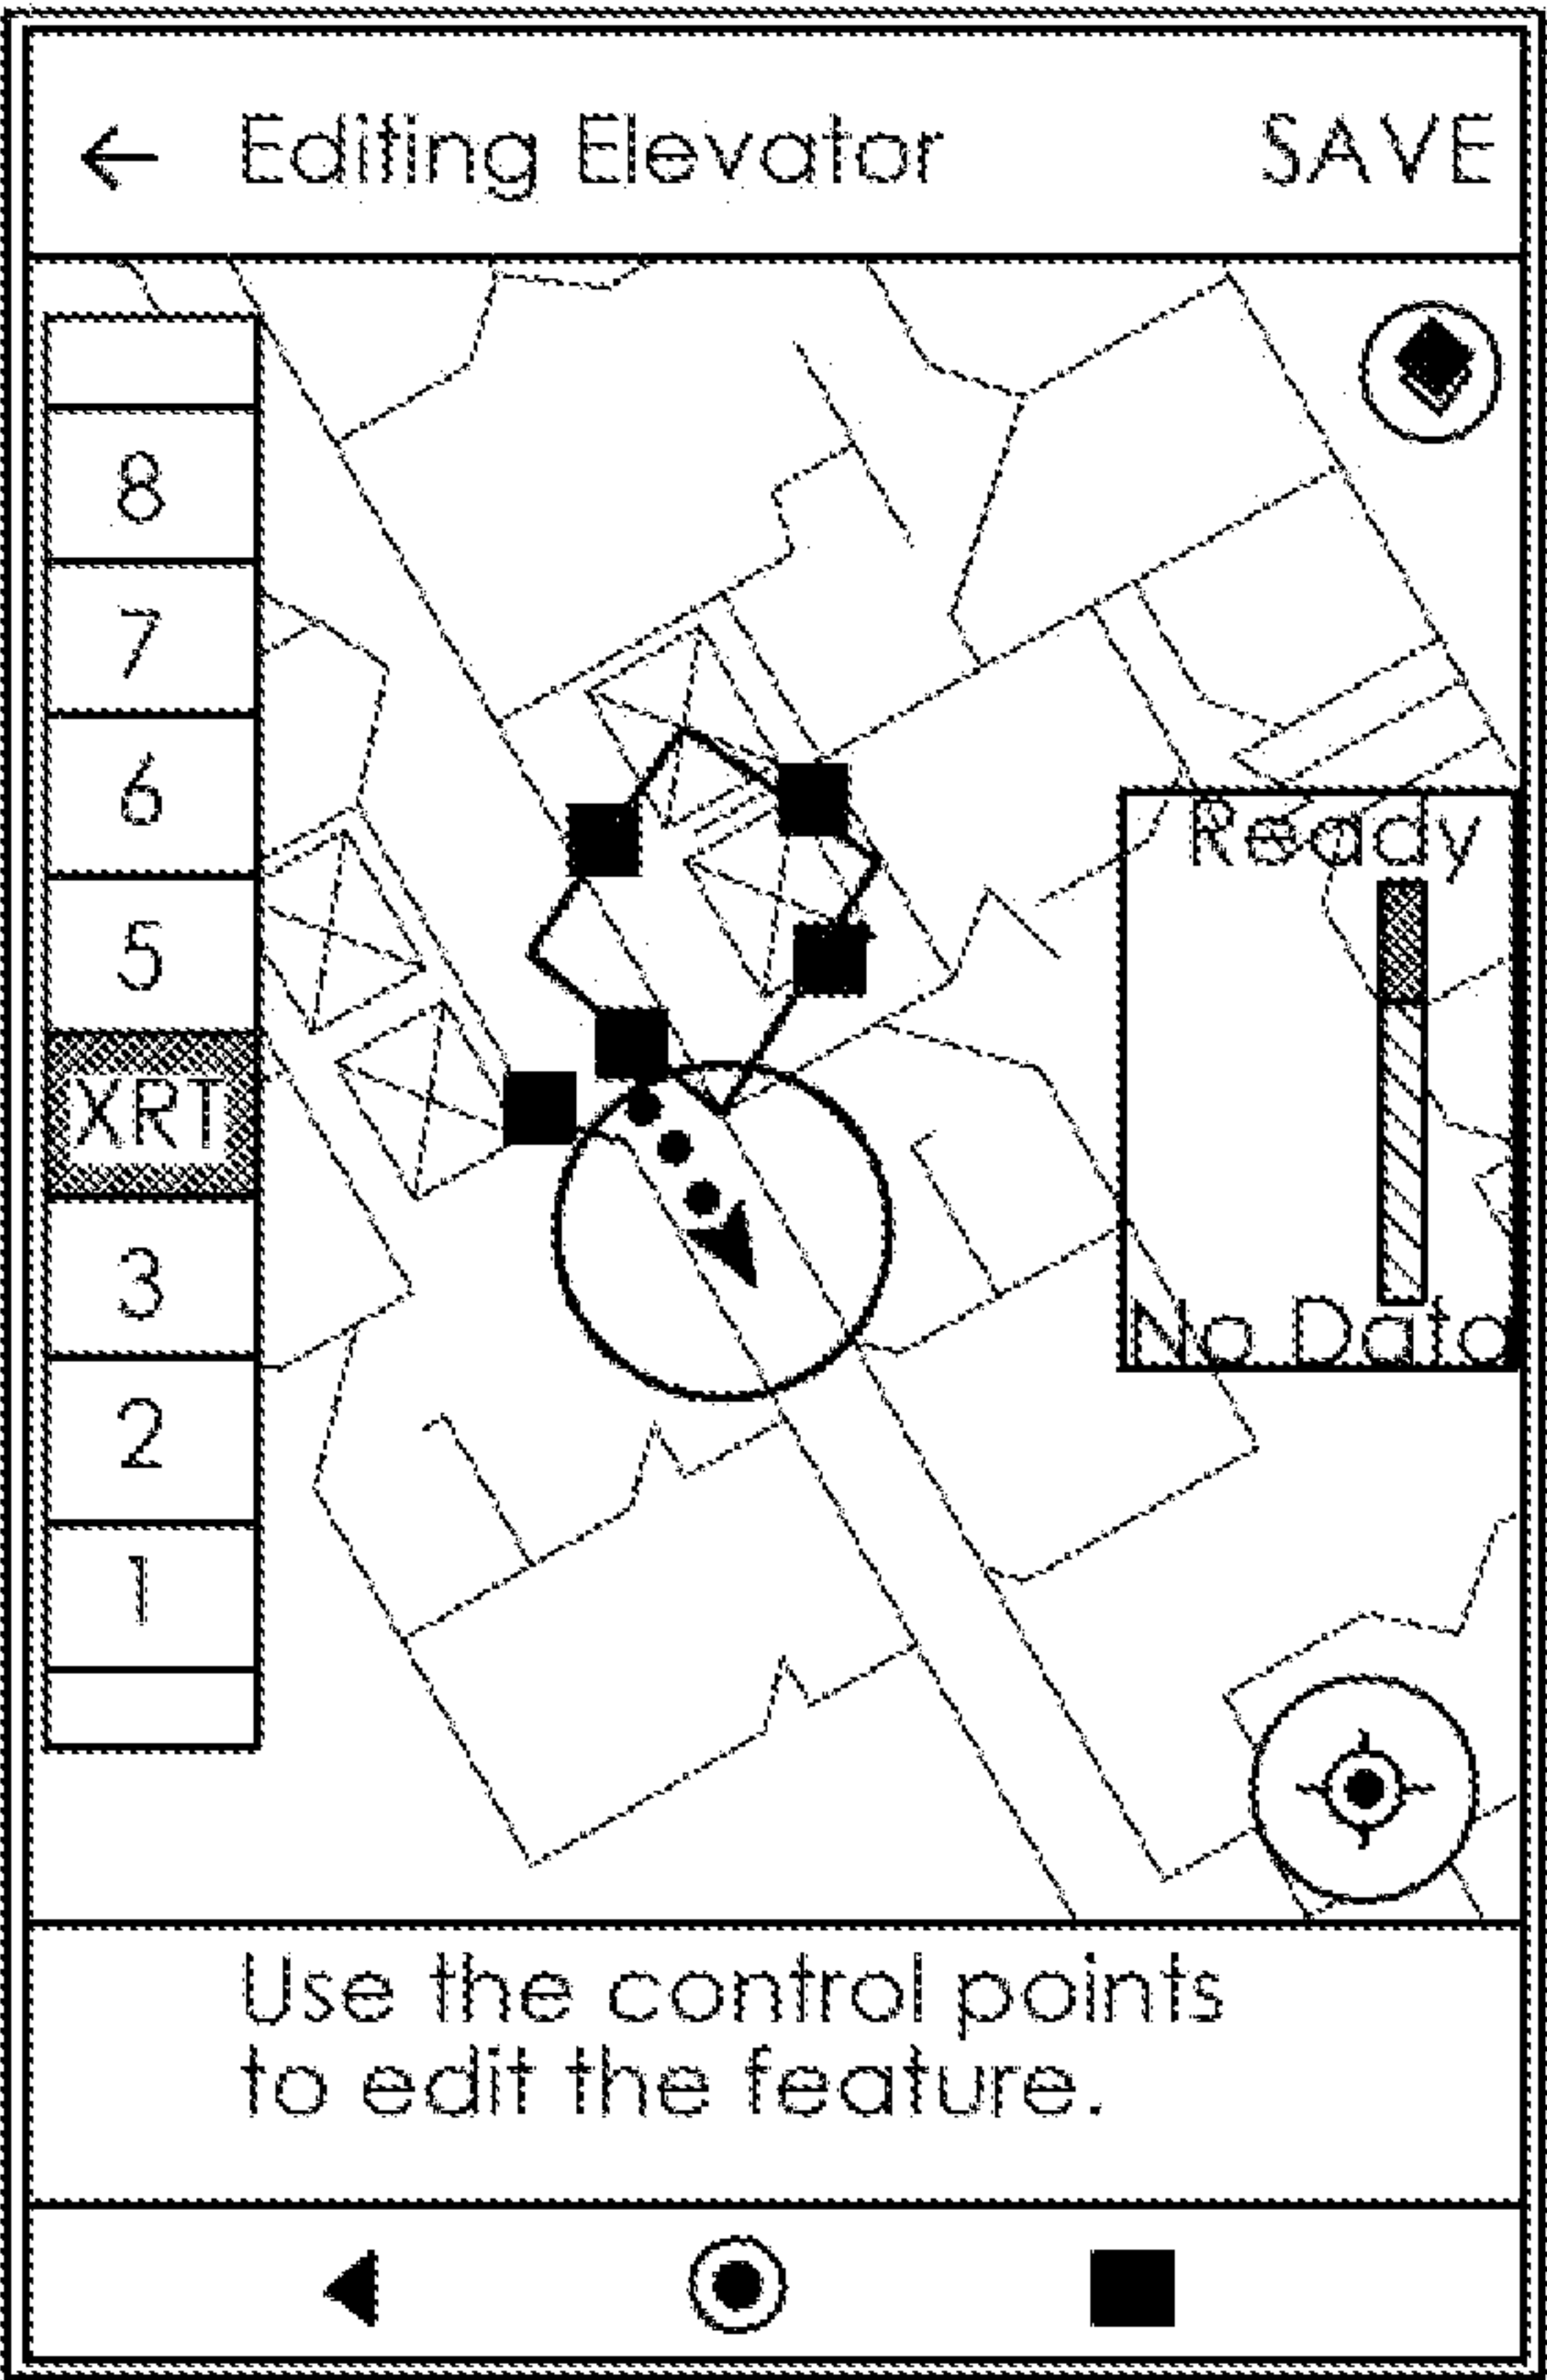 ← Editing Elevator SAVE
8
7
6
5
XRT
3
2
1
Ready
No Data
Use the control points
to edit the feature.